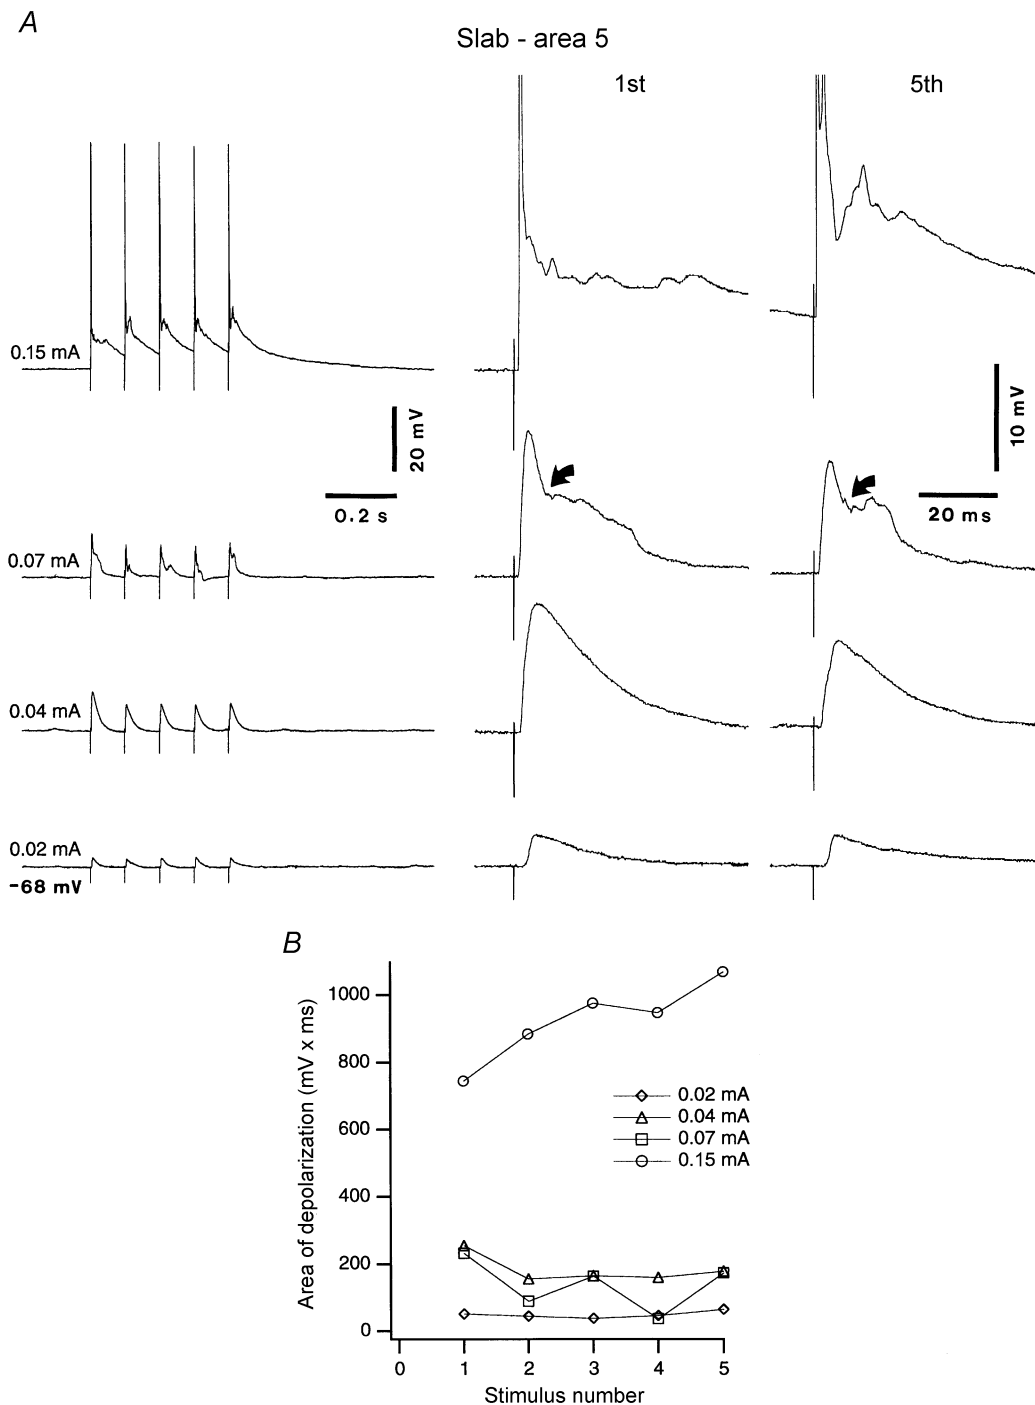 A
Slab - area 5
1st
5th
0.15 mA
20 mV
0.2 s
10 mV
20 ms
0.07 mA
0.04 mA
0.02 mA
-68 mV
B
Area of depolarization (mV x ms)
1000
800
600
400
200
0
0.02 mA
0.04 mA
0.07 mA
0.15 mA
0 1 2 3 4 5
Stimulus number